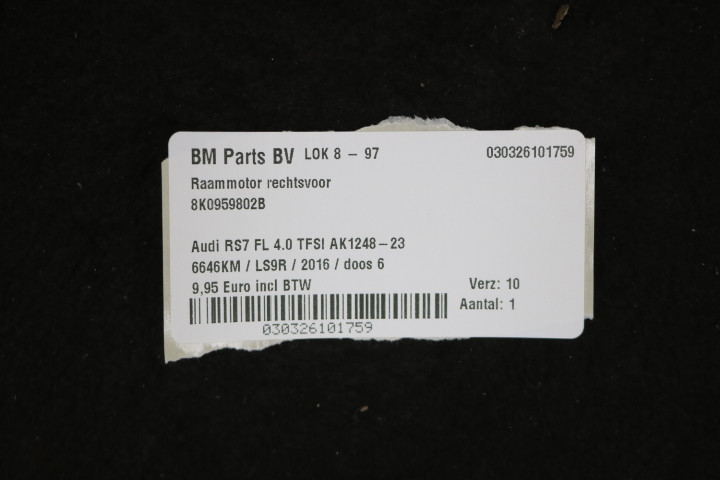 BM Parts BV LOK 8 - 97 030326101759
Raammotor rechtsvoor
8K0959802B
Audi RS7 FL 4.0 TFSI AK1248-23
6646KM / LS9R / 2016 / doos 6
9,95 Euro incl BTW Verz: 10
Aantal: 1
030326101759